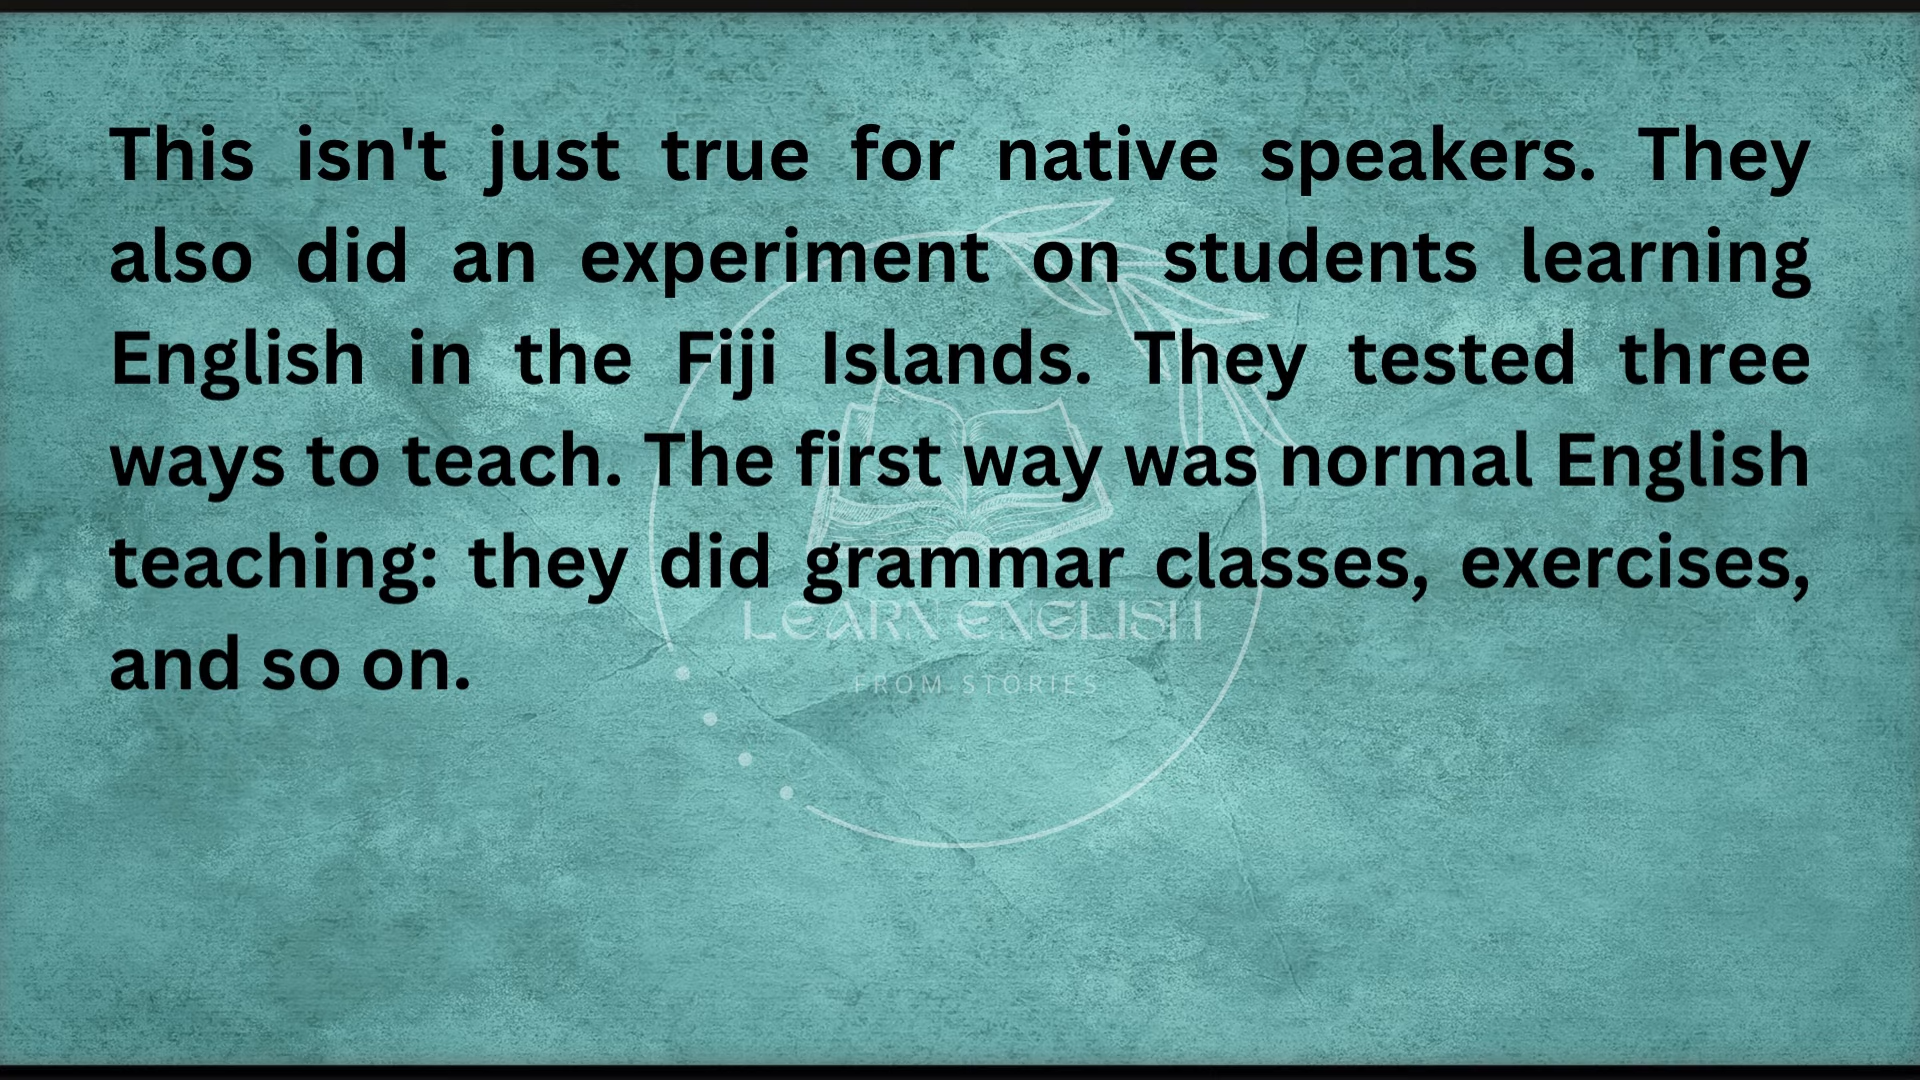 This isn't just true for native speakers. They
also did an experiment on students learning
English in the Fiji Islands. They tested three
ways to teach. The first way was normal English
teaching: they did grammar classes, exercises,
and so on.
LEARN ENGLISH
FROM STORIES